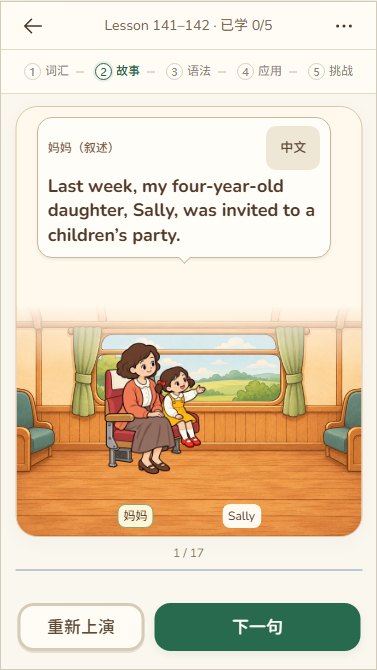 Lesson 141–142 · 已学 0/5
1 词汇 – 2 故事 – 3 语法 – 4 应用 – 5 挑战
妈妈（叙述） 中文
Last week, my four-year-old
daughter, Sally, was invited to a
children’s party.
妈妈 Sally
1 / 17
重新上演 下一句